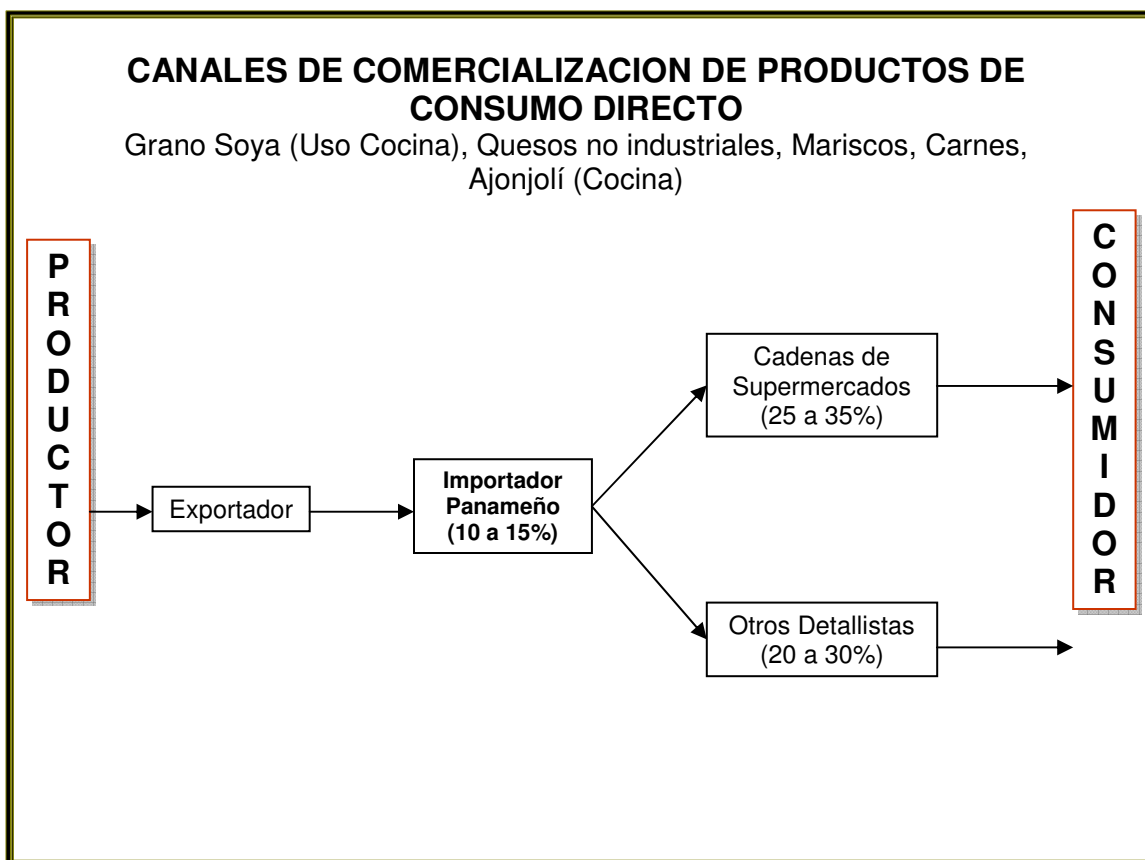 CANALES DE COMERCIALIZACION DE PRODUCTOS DE
CONSUMO DIRECTO
Grano Soya (Uso Cocina), Quesos no industriales, Mariscos, Carnes,
Ajonjolí (Cocina)
PRODUCTOR
Exportador
Importador
Panameño
(10 a 15%)
Cadenas de
Supermercados
(25 a 35%)
Otros Detallistas
(20 a 30%)
CONSUMIDOR